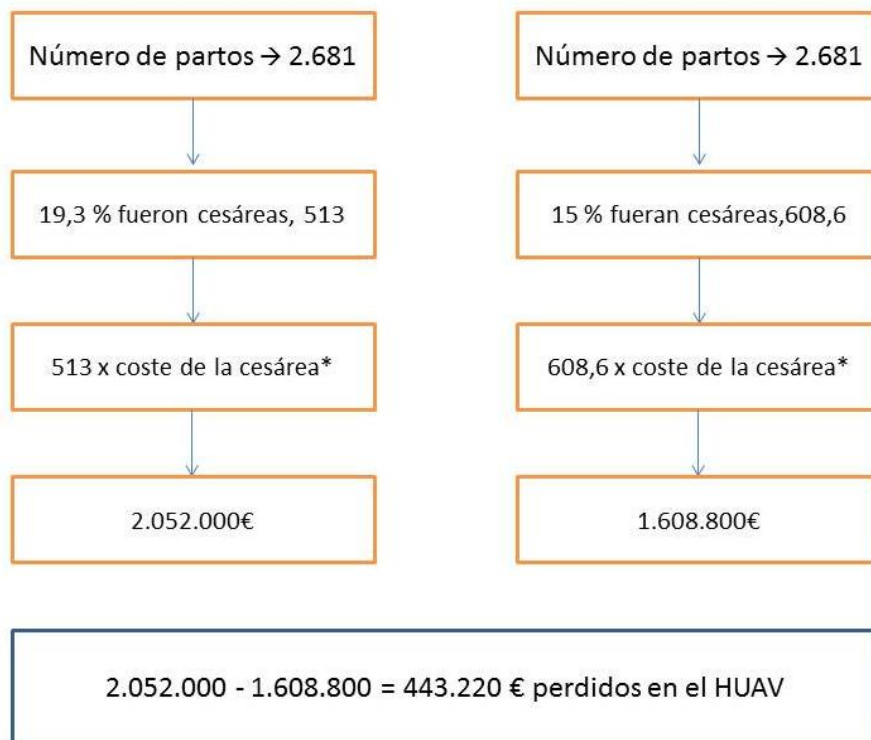 Número de partos → 2.681
19,3 % fueron cesáreas, 513
513 x coste de la cesárea*
2.052.000€
Número de partos → 2.681
15 % fueran cesáreas,608,6
608,6 x coste de la cesárea*
1.608.800€
2.052.000 - 1.608.800 = 443.220 € perdidos en el HUAV